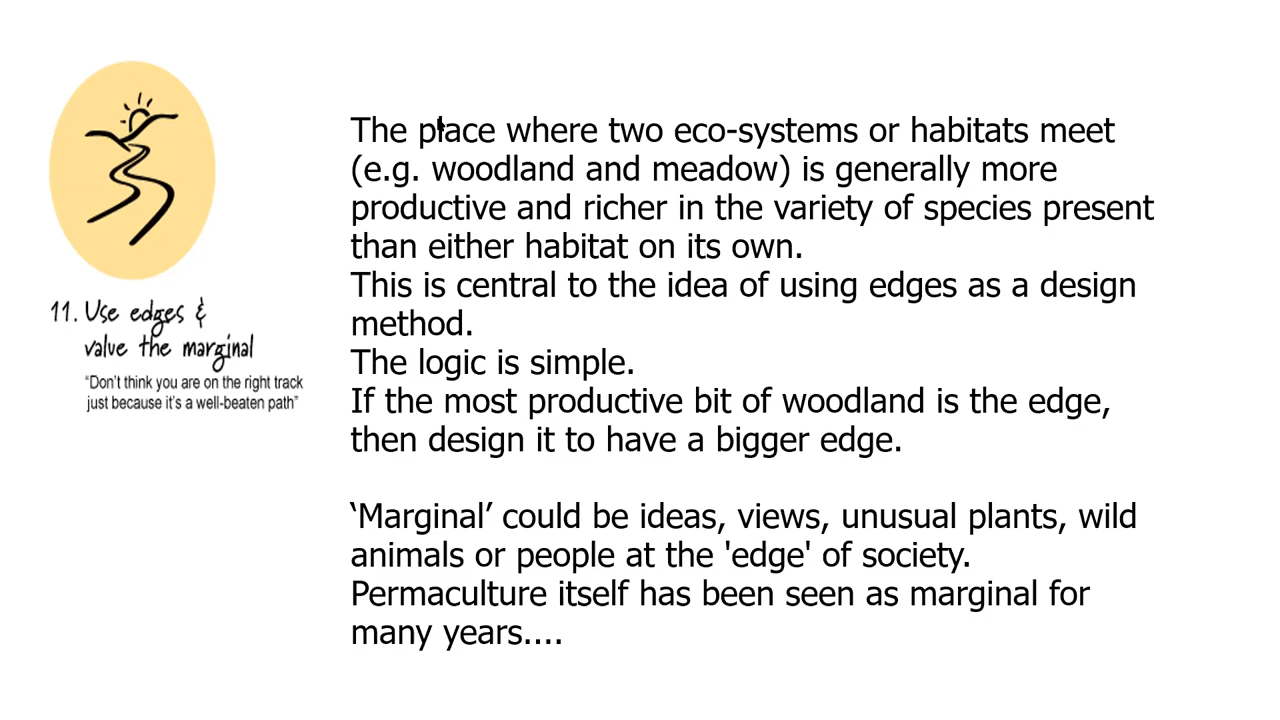 The place where two eco-systems or habitats meet
(e.g. woodland and meadow) is generally more
productive and richer in the variety of species present
than either habitat on its own.
This is central to the idea of using edges as a design
method.
The logic is simple.
If the most productive bit of woodland is the edge,
then design it to have a bigger edge.
‘Marginal’ could be ideas, views, unusual plants, wild
animals or people at the 'edge' of society.
Permaculture itself has been seen as marginal for
many years....
11. Use edges &
value the marginal
“Don’t think you are on the right track
just because it’s a well-beaten path”